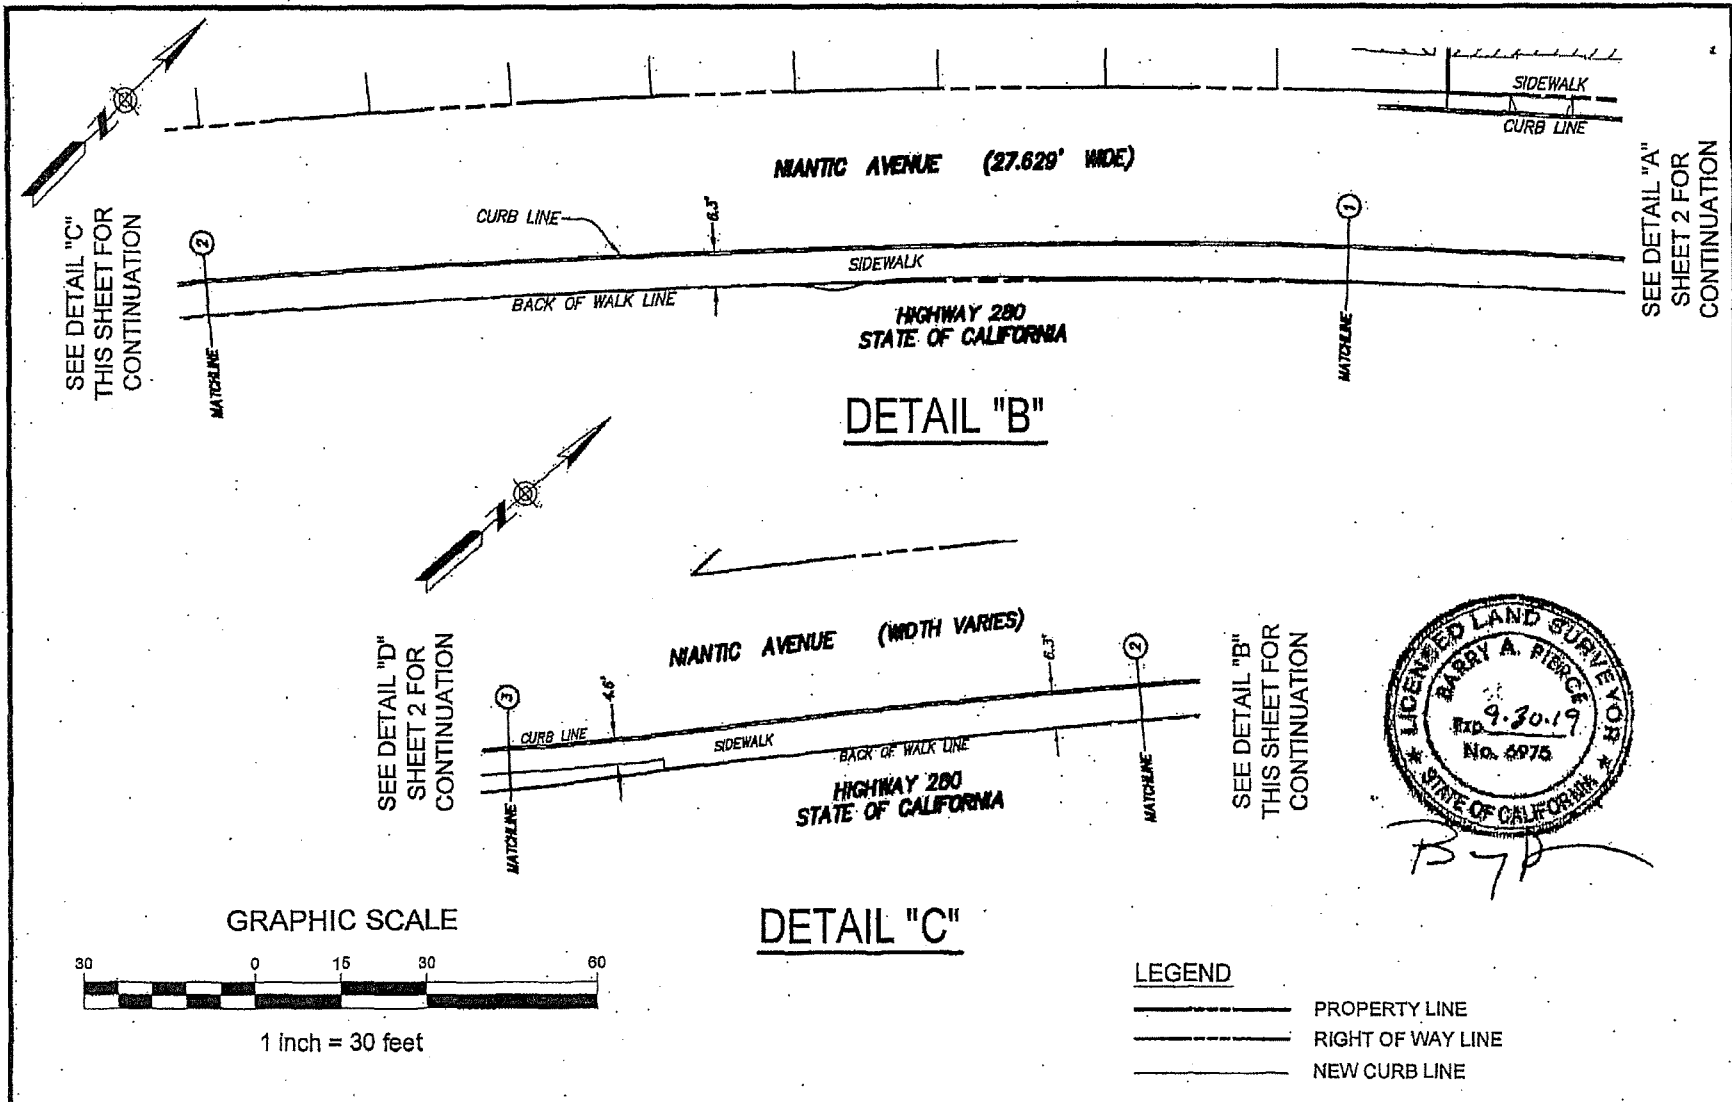 SIDEWALK
CURB LINE
NIANTIC AVENUE (27.629' WIDE)
SEE DETAIL "A"
SHEET 2 FOR
CONTINUATION
SEE DETAIL "C"
THIS SHEET FOR
CONTINUATION
2
CURB LINE
6.3'
1
SIDEWALK
BACK OF WALK LINE
HIGHWAY 280
STATE OF CALIFORNIA
MATCHLINE
MATCHLINE
DETAIL "B"
N
N
NIANTIC AVENUE (WIDTH VARIES)
SEE DETAIL "D"
SHEET 2 FOR
CONTINUATION
3
4.6'
6.3'
2
CURB LINE
SIDEWALK
BACK OF WALK LINE
HIGHWAY 280
STATE OF CALIFORNIA
MATCHLINE
MATCHLINE
SEE DETAIL "B"
THIS SHEET FOR
CONTINUATION
LICENSED LAND SURVEYOR
BARRY A. PIERCE
Exp. 9.30.19
No. 6975
STATE OF CALIFORNIA
DETAIL "C"
GRAPHIC SCALE
30 0 15 30 60
1 inch = 30 feet
LEGEND
PROPERTY LINE
RIGHT OF WAY LINE
NEW CURB LINE